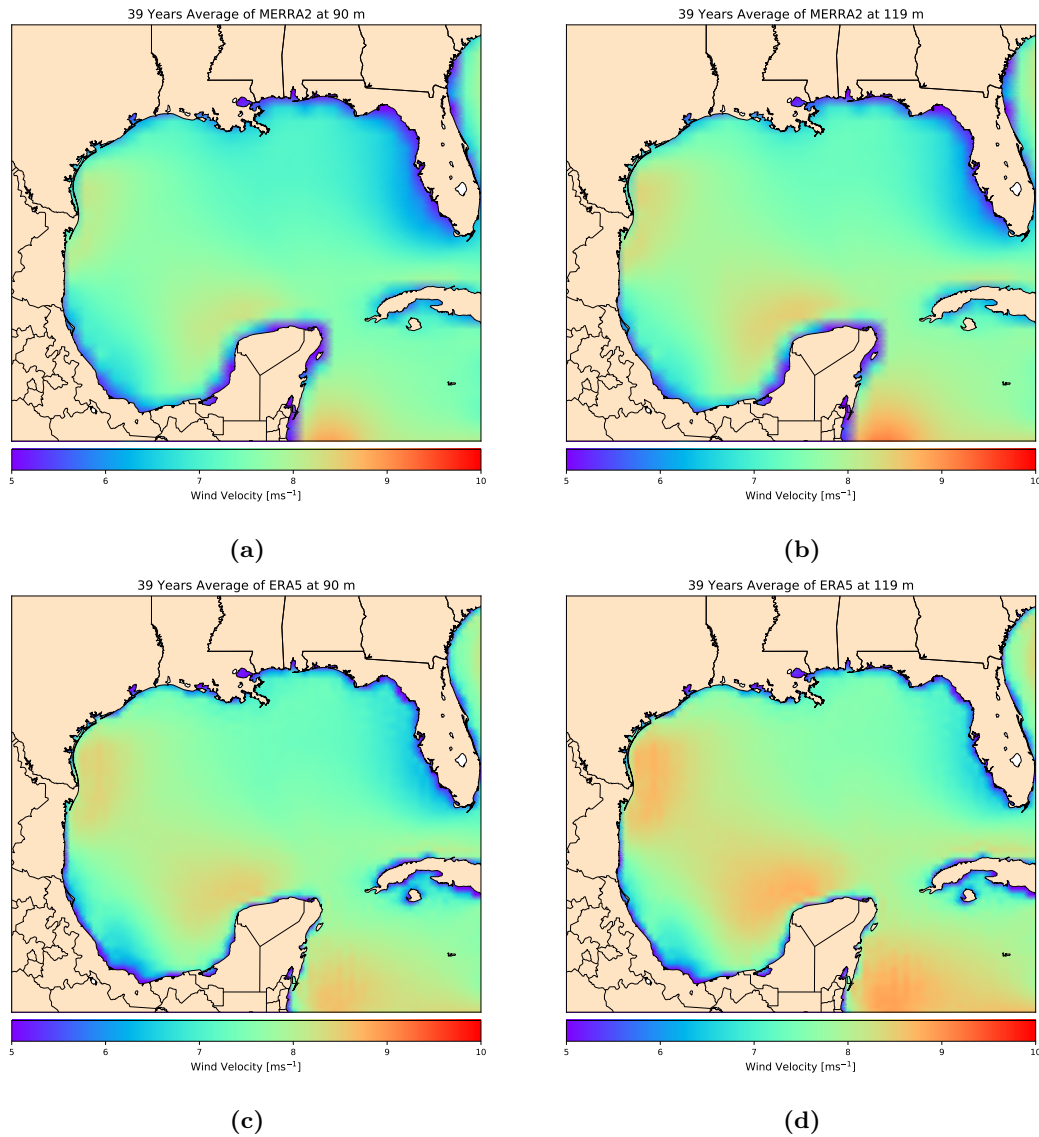 39 Years Average of MERRA2 at 90 m
5 6 7 8 9 10
Wind Velocity [ms⁻¹]
(a)
39 Years Average of MERRA2 at 119 m
5 6 7 8 9 10
Wind Velocity [ms⁻¹]
(b)
39 Years Average of ERA5 at 90 m
5 6 7 8 9 10
Wind Velocity [ms⁻¹]
(c)
39 Years Average of ERA5 at 119 m
5 6 7 8 9 10
Wind Velocity [ms⁻¹]
(d)